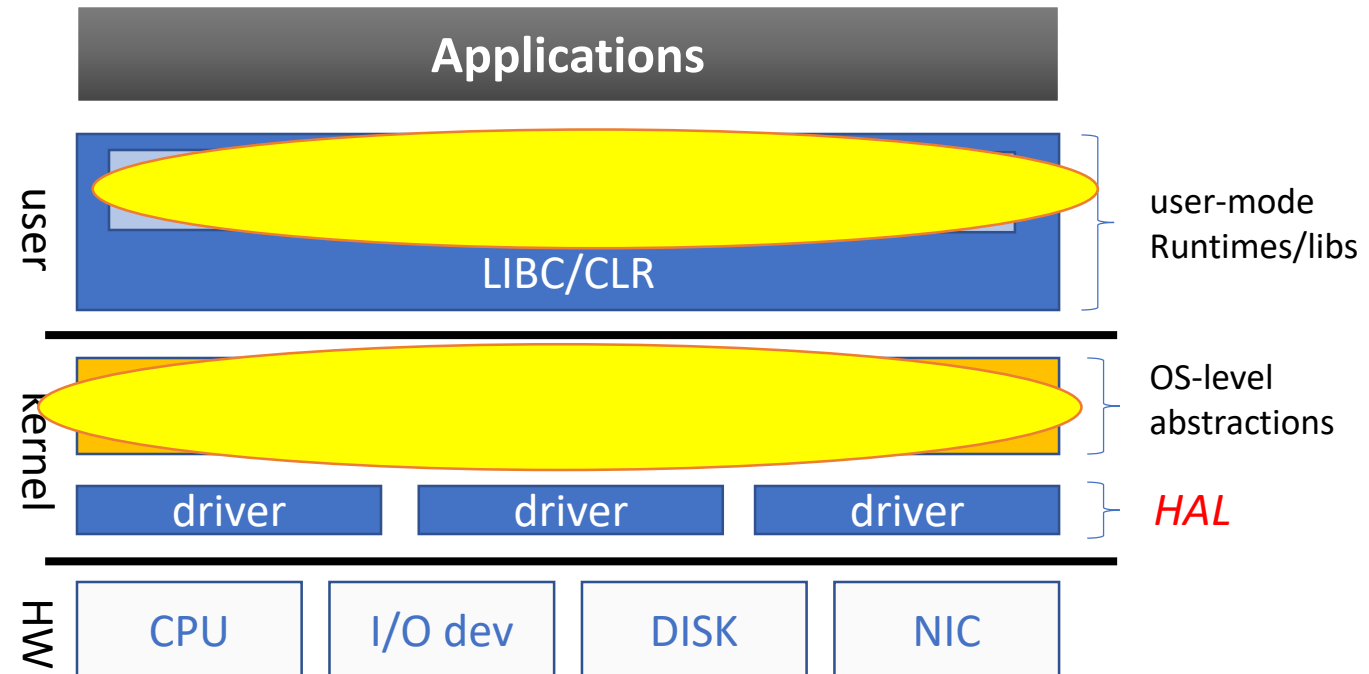 Applications
user
LIBC/CLR
user-mode
Runtimes/libs
kernel
OS-level
abstractions
driver
driver
driver
HAL
HW
CPU
I/O dev
DISK
NIC